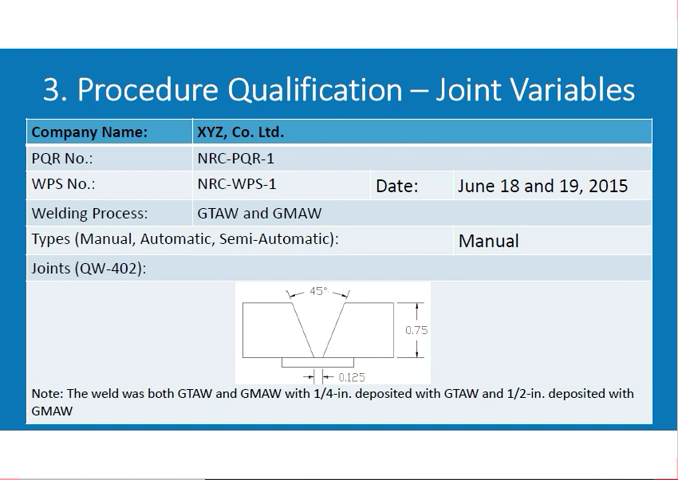 3. Procedure Qualification – Joint Variables
Company Name: XYZ, Co. Ltd.
PQR No.: NRC-PQR-1
WPS No.: NRC-WPS-1 Date: June 18 and 19, 2015
Welding Process: GTAW and GMAW
Types (Manual, Automatic, Semi-Automatic): Manual
Joints (QW-402):
45°
0.75
0.125
Note: The weld was both GTAW and GMAW with 1/4-in. deposited with GTAW and 1/2-in. deposited with
GMAW